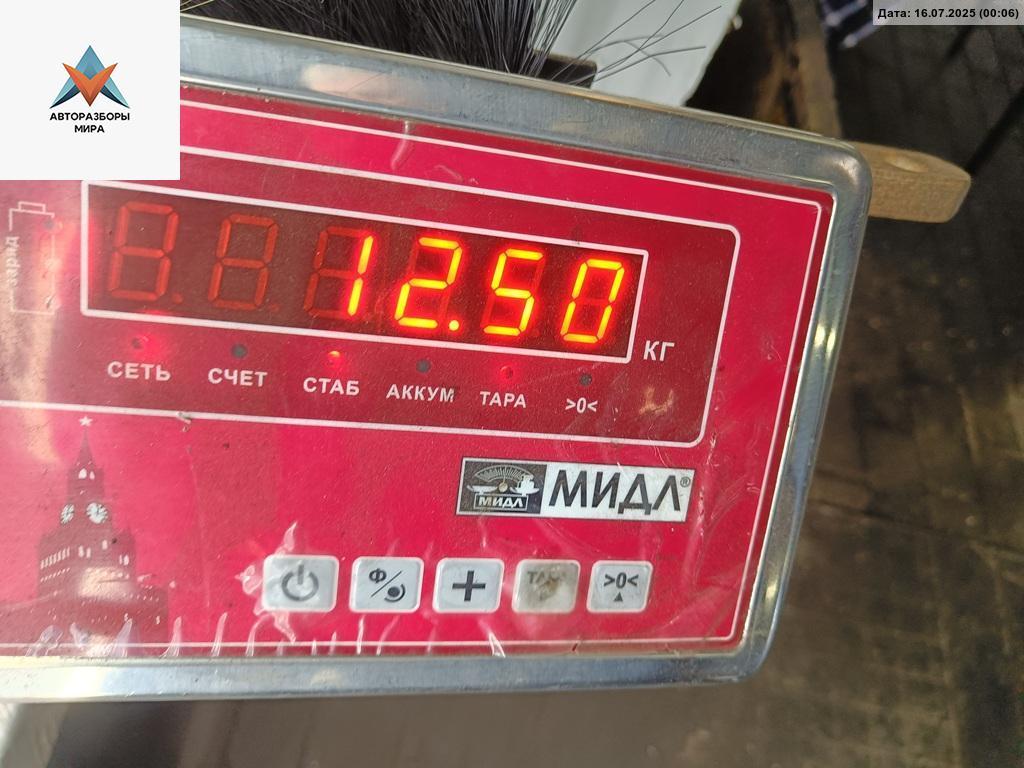 Дата: 16.07.2025 (00:06)
АВТОРАЗБОРЫ
МИРА
12.50
КГ
СЕТЬ СЧЕТ СТАБ АККУМ ТАРА >0<
МИДЛ МИДЛ®
Ф/ + >0<